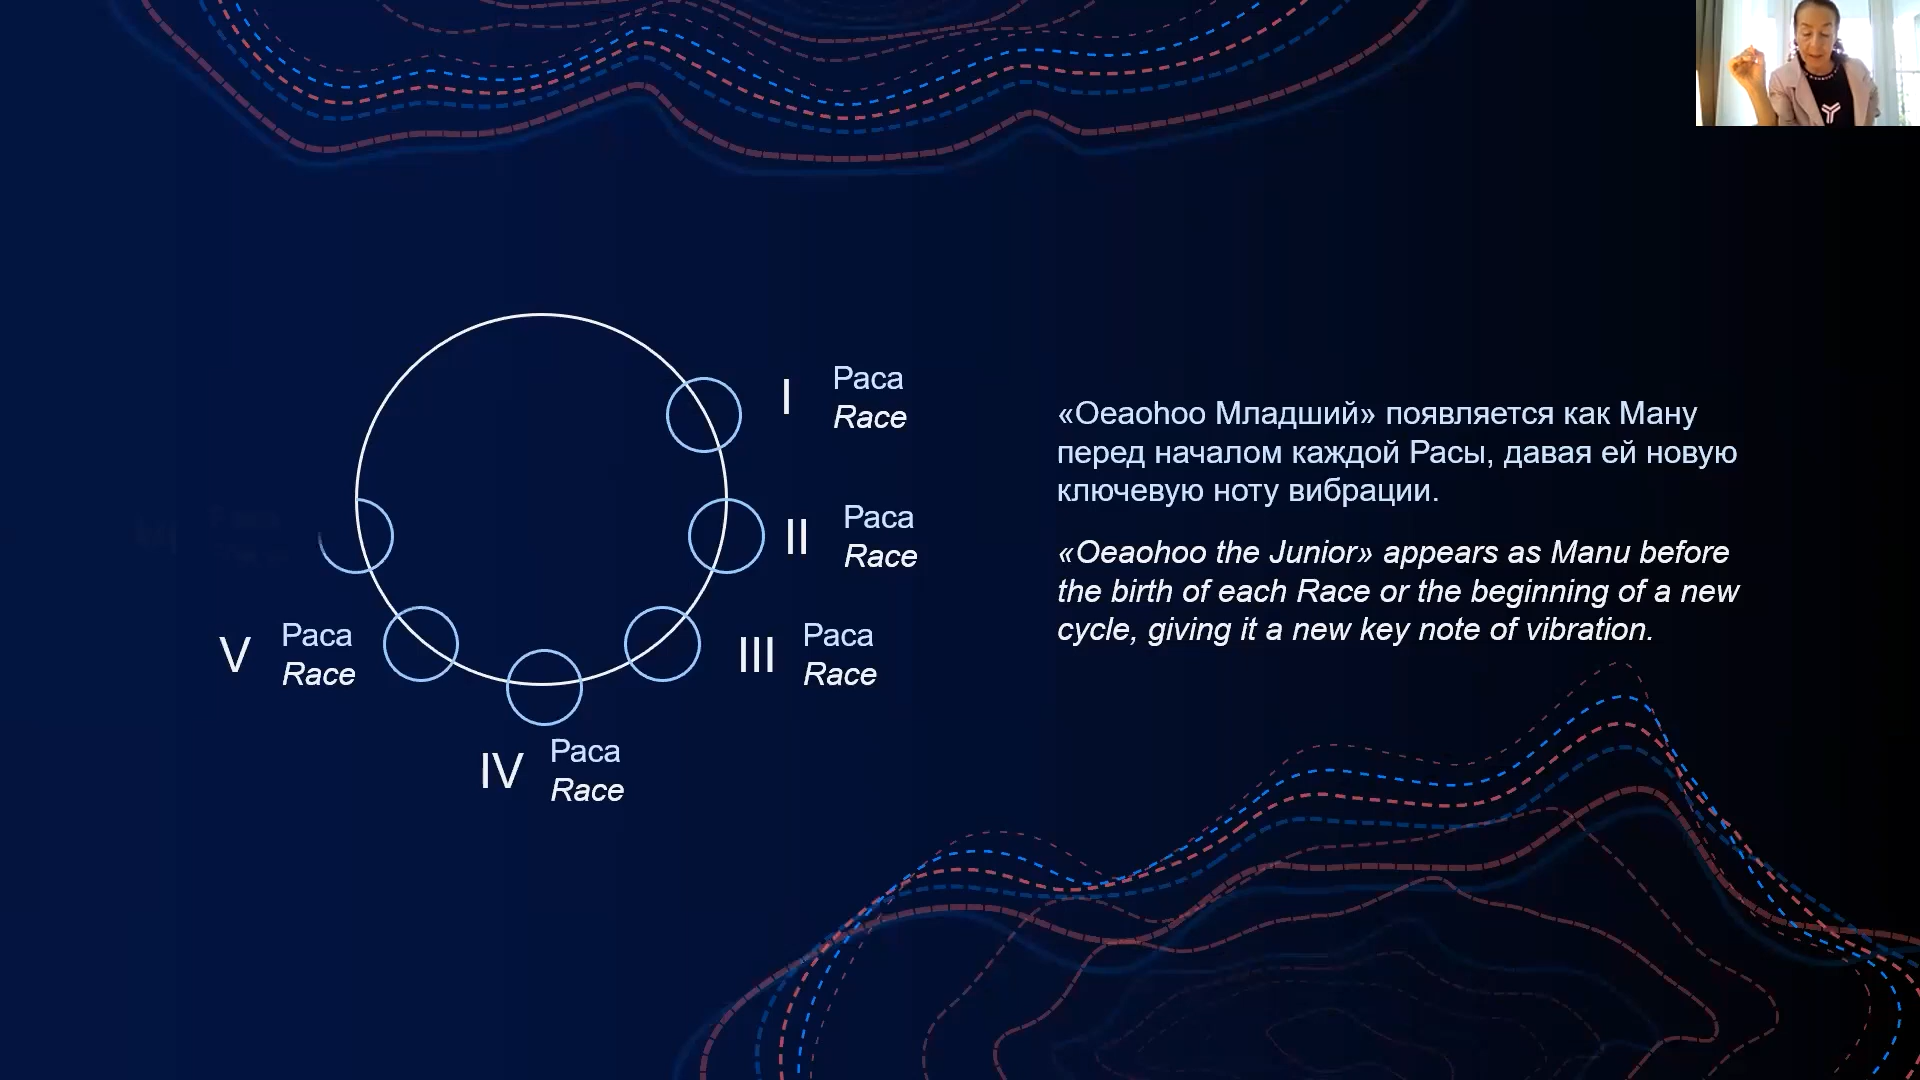 I
Раса
Race
II
Раса
Race
III
Раса
Race
IV
Раса
Race
V
Раса
Race
«Oeaohoo Младший» появляется как Ману
перед началом каждой Расы, давая ей новую
ключевую ноту вибрации.
«Oeaohoo the Junior» appears as Manu before
the birth of each Race or the beginning of a new
cycle, giving it a new key note of vibration.